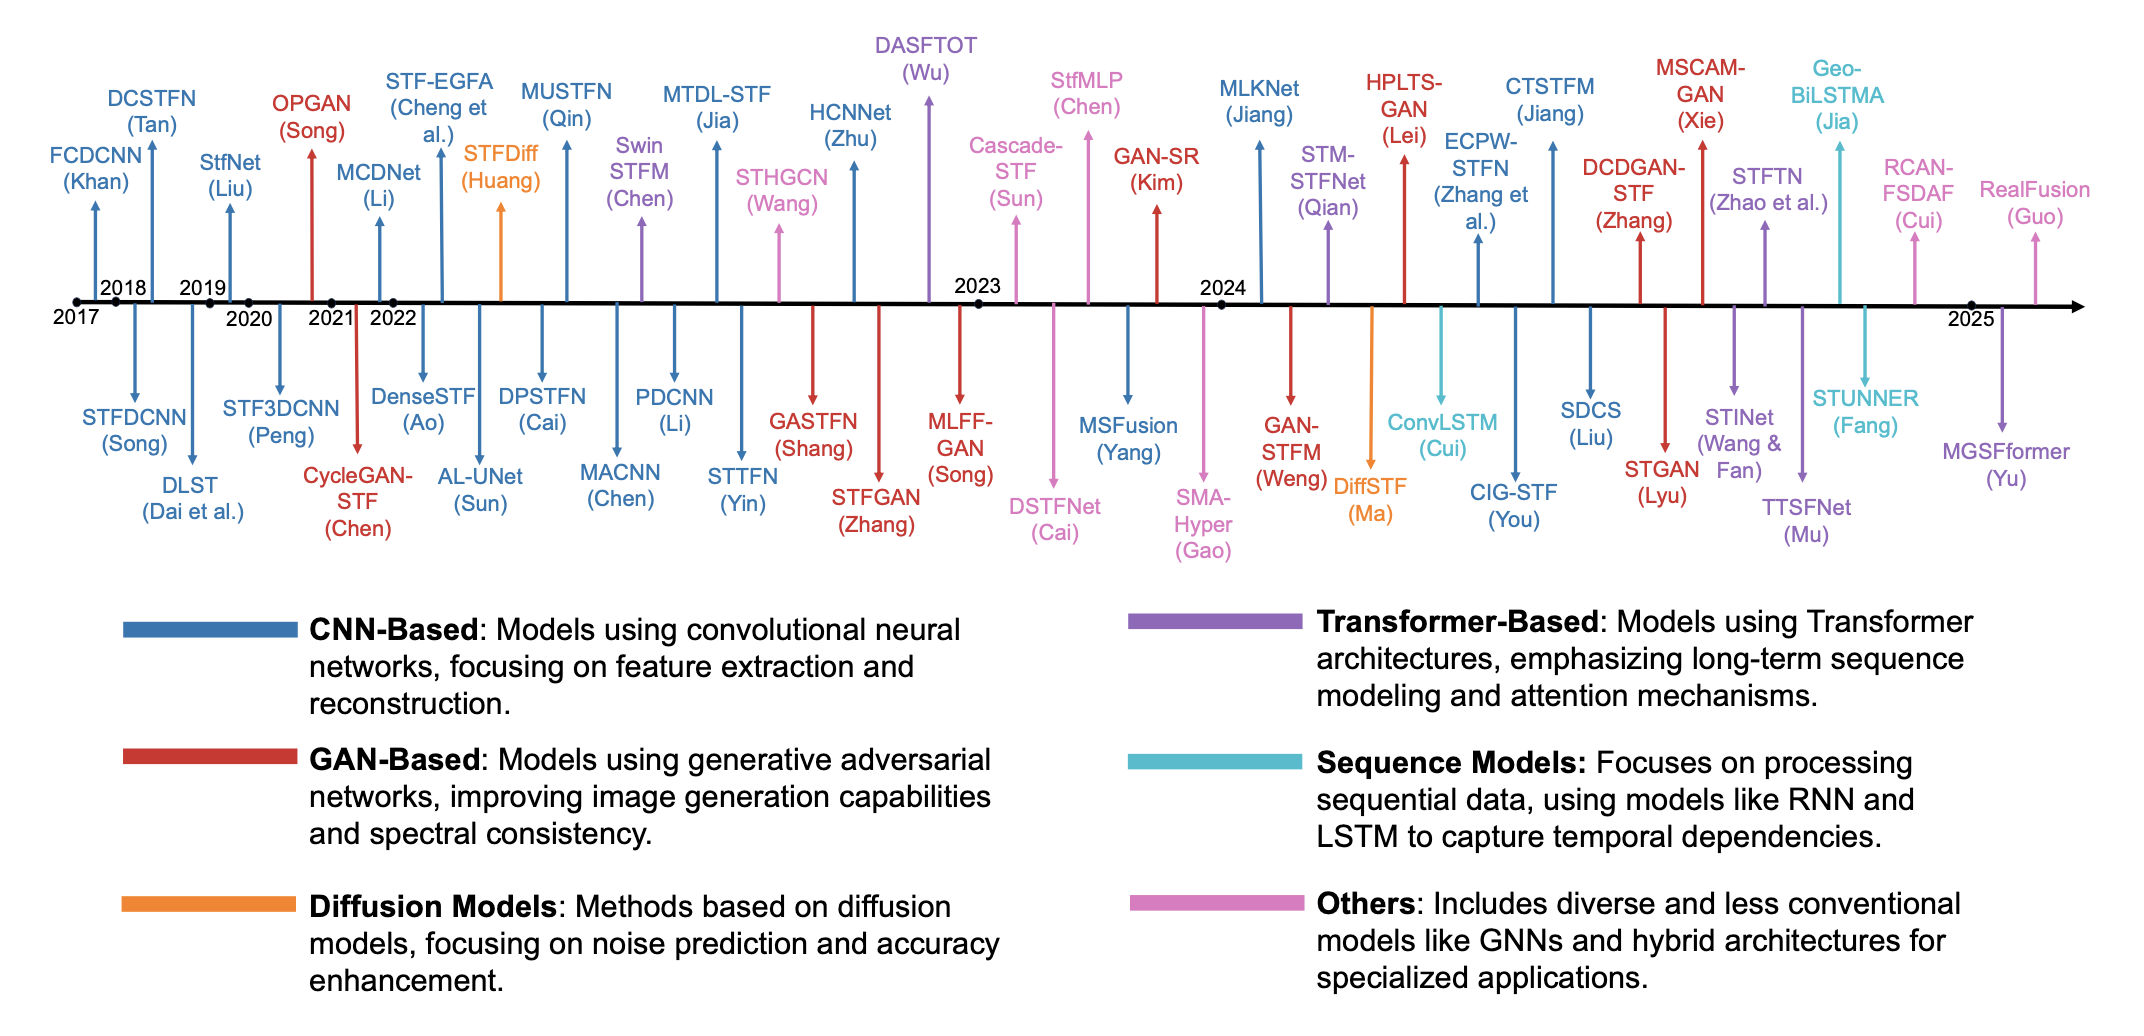 FCDCNN
(Khan)
DCSTFN
(Tan)
StfNet
(Liu)
OPGAN
(Song)
MCDNet
(Li)
STF-EGFA
(Cheng et
al.)
STFDiff
(Huang)
MUSTFN
(Qin)
Swin
STFM
(Chen)
MTDL-STF
(Jia)
STHGCN
(Wang)
HCNNet
(Zhu)
DASFTOT
(Wu)
Cascade-
STF
(Sun)
StfMLP
(Chen)
GAN-SR
(Kim)
MLKNet
(Jiang)
STM-
STFNet
(Qian)
HPLTS-
GAN
(Lei)
ECPW-
STFN
(Zhang et
al.)
CTSTFM
(Jiang)
DCDGAN-
STF
(Zhang)
MSCAM-
GAN
(Xie)
STFTN
(Zhao et al.)
Geo-
BiLSTMA
(Jia)
RCAN-
FSDAF
(Cui)
RealFusion
(Guo)
2017
2018
2019
2020
2021
2022
2023
2024
2025
STFDCNN
(Song)
DLST
(Dai et al.)
STF3DCNN
(Peng)
CycleGAN-
STF
(Chen)
DenseSTF
(Ao)
AL-UNet
(Sun)
DPSTFN
(Cai)
MACNN
(Chen)
PDCNN
(Li)
STTFN
(Yin)
GASTFN
(Shang)
STFGAN
(Zhang)
MLFF-
GAN
(Song)
DSTFNet
(Cai)
MSFusion
(Yang)
SMA-
Hyper
(Gao)
GAN-
STFM
(Weng)
DiffSTF
(Ma)
ConvLSTM
(Cui)
CIG-STF
(You)
SDCS
(Liu)
STGAN
(Lyu)
STINet
(Wang &
Fan)
TTSFNet
(Mu)
STUNNER
(Fang)
MGSFformer
(Yu)
CNN-Based: Models using convolutional neural
networks, focusing on feature extraction and
reconstruction.
GAN-Based: Models using generative adversarial
networks, improving image generation capabilities
and spectral consistency.
Diffusion Models: Methods based on diffusion
models, focusing on noise prediction and accuracy
enhancement.
Transformer-Based: Models using Transformer
architectures, emphasizing long-term sequence
modeling and attention mechanisms.
Sequence Models: Focuses on processing
sequential data, using models like RNN and
LSTM to capture temporal dependencies.
Others: Includes diverse and less conventional
models like GNNs and hybrid architectures for
specialized applications.